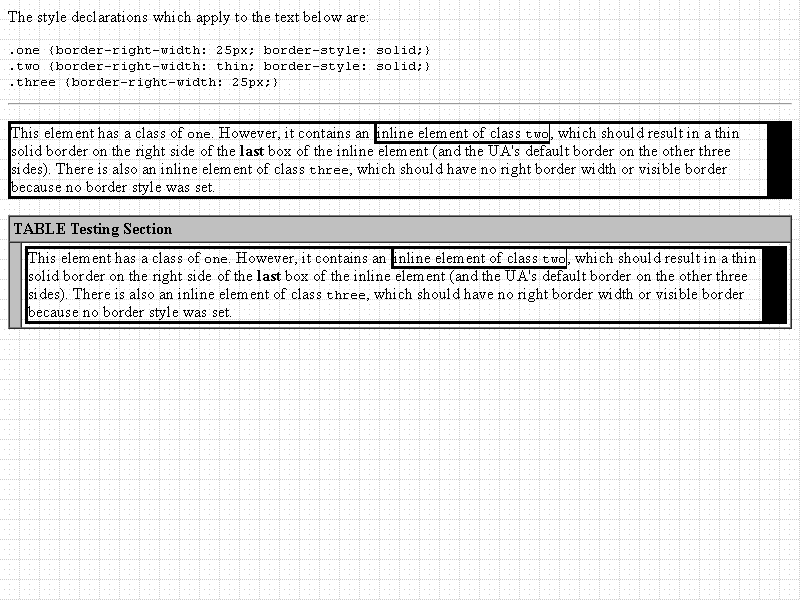 The style declarations which apply to the text below are:
.one {border-right-width: 25px; border-style: solid;}
.two {border-right-width: thin; border-style: solid;}
.three {border-right-width: 25px;}
This element has a class of one. However, it contains an inline element of class two, which should result in a thin
solid border on the right side of the last box of the inline element (and the UA's default border on the other three
sides). There is also an inline element of class three, which should have no right border width or visible border
because no border style was set.
TABLE Testing Section
This element has a class of one. However, it contains an inline element of class two, which should result in a thin
solid border on the right side of the last box of the inline element (and the UA's default border on the other three
sides). There is also an inline element of class three, which should have no right border width or visible border
because no border style was set.